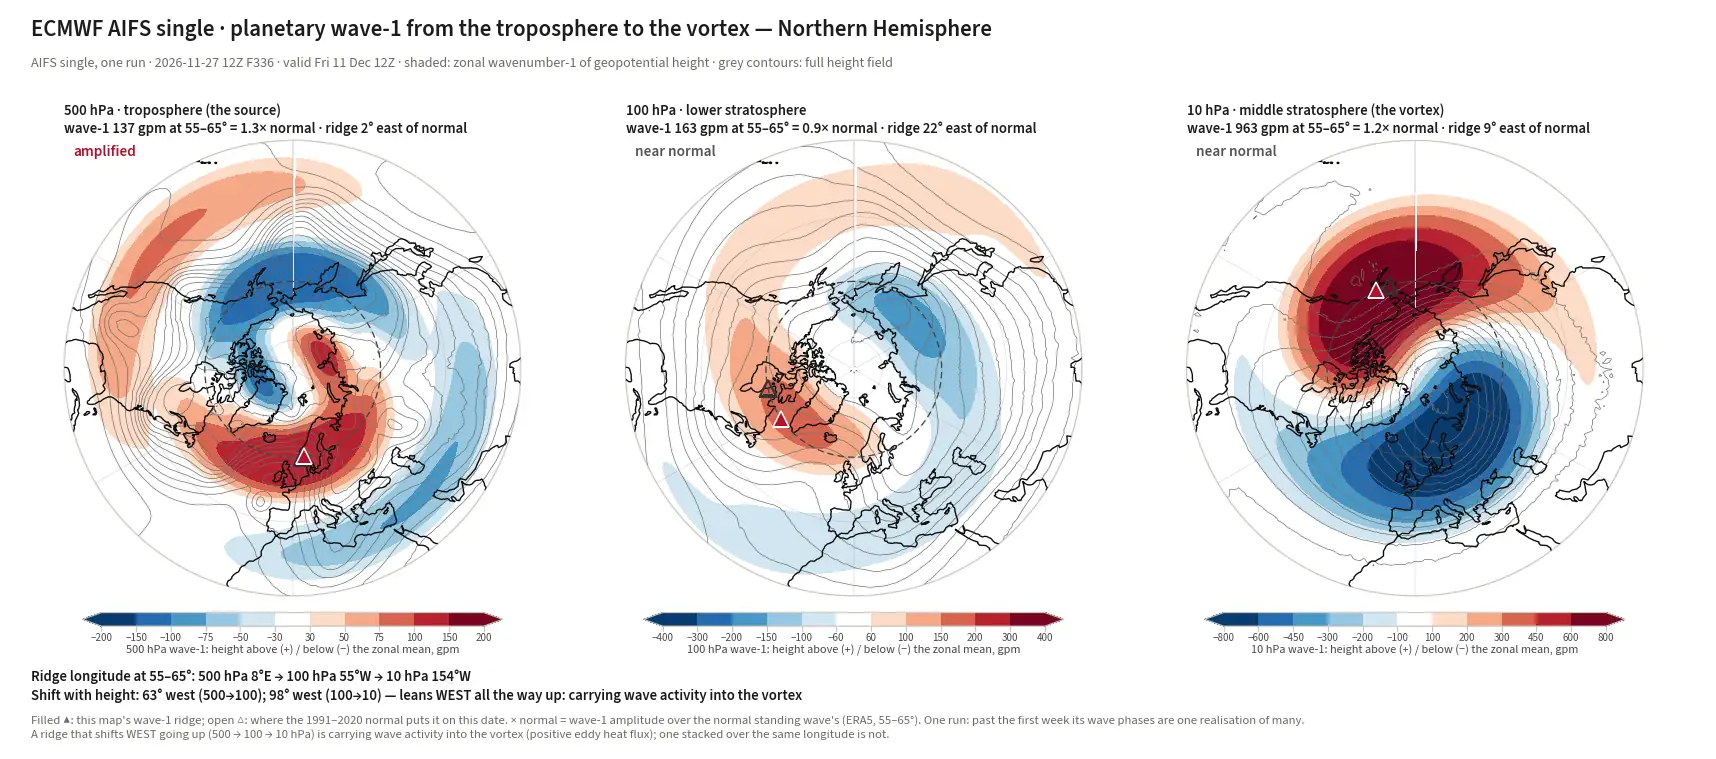 ECMWF AIFS single · planetary wave-1 from the troposphere to the vortex — Northern Hemisphere
AIFS single, one run · 2026-11-27 12Z F336 · valid Fri 11 Dec 12Z · shaded: zonal wavenumber-1 of geopotential height · grey contours: full height field
500 hPa · troposphere (the source)
wave-1 137 gpm at 55–65° = 1.3× normal · ridge 2° east of normal
amplified
100 hPa · lower stratosphere
wave-1 163 gpm at 55–65° = 0.9× normal · ridge 22° east of normal
near normal
10 hPa · middle stratosphere (the vortex)
wave-1 963 gpm at 55–65° = 1.2× normal · ridge 9° east of normal
near normal
−200 −150 −100 −75 −50 −30 30 50 75 100 150 200
500 hPa wave-1: height above (+) / below (−) the zonal mean, gpm
−400 −300 −200 −150 −100 −60 60 100 150 200 300 400
100 hPa wave-1: height above (+) / below (−) the zonal mean, gpm
−800 −600 −450 −300 −200 −100 100 200 300 450 600 800
10 hPa wave-1: height above (+) / below (−) the zonal mean, gpm
Ridge longitude at 55–65°: 500 hPa 8°E → 100 hPa 55°W → 10 hPa 154°W
Shift with height: 63° west (500→100); 98° west (100→10) — leans WEST all the way up: carrying wave activity into the vortex
Filled ▲: this map's wave-1 ridge; open △: where the 1991–2020 normal puts it on this date. × normal = wave-1 amplitude over the normal standing wave's (ERA5, 55–65°). One run: past the first week its wave phases are one realisation of many.
A ridge that shifts WEST going up (500 → 100 → 10 hPa) is carrying wave activity into the vortex (positive eddy heat flux); one stacked over the same longitude is not.